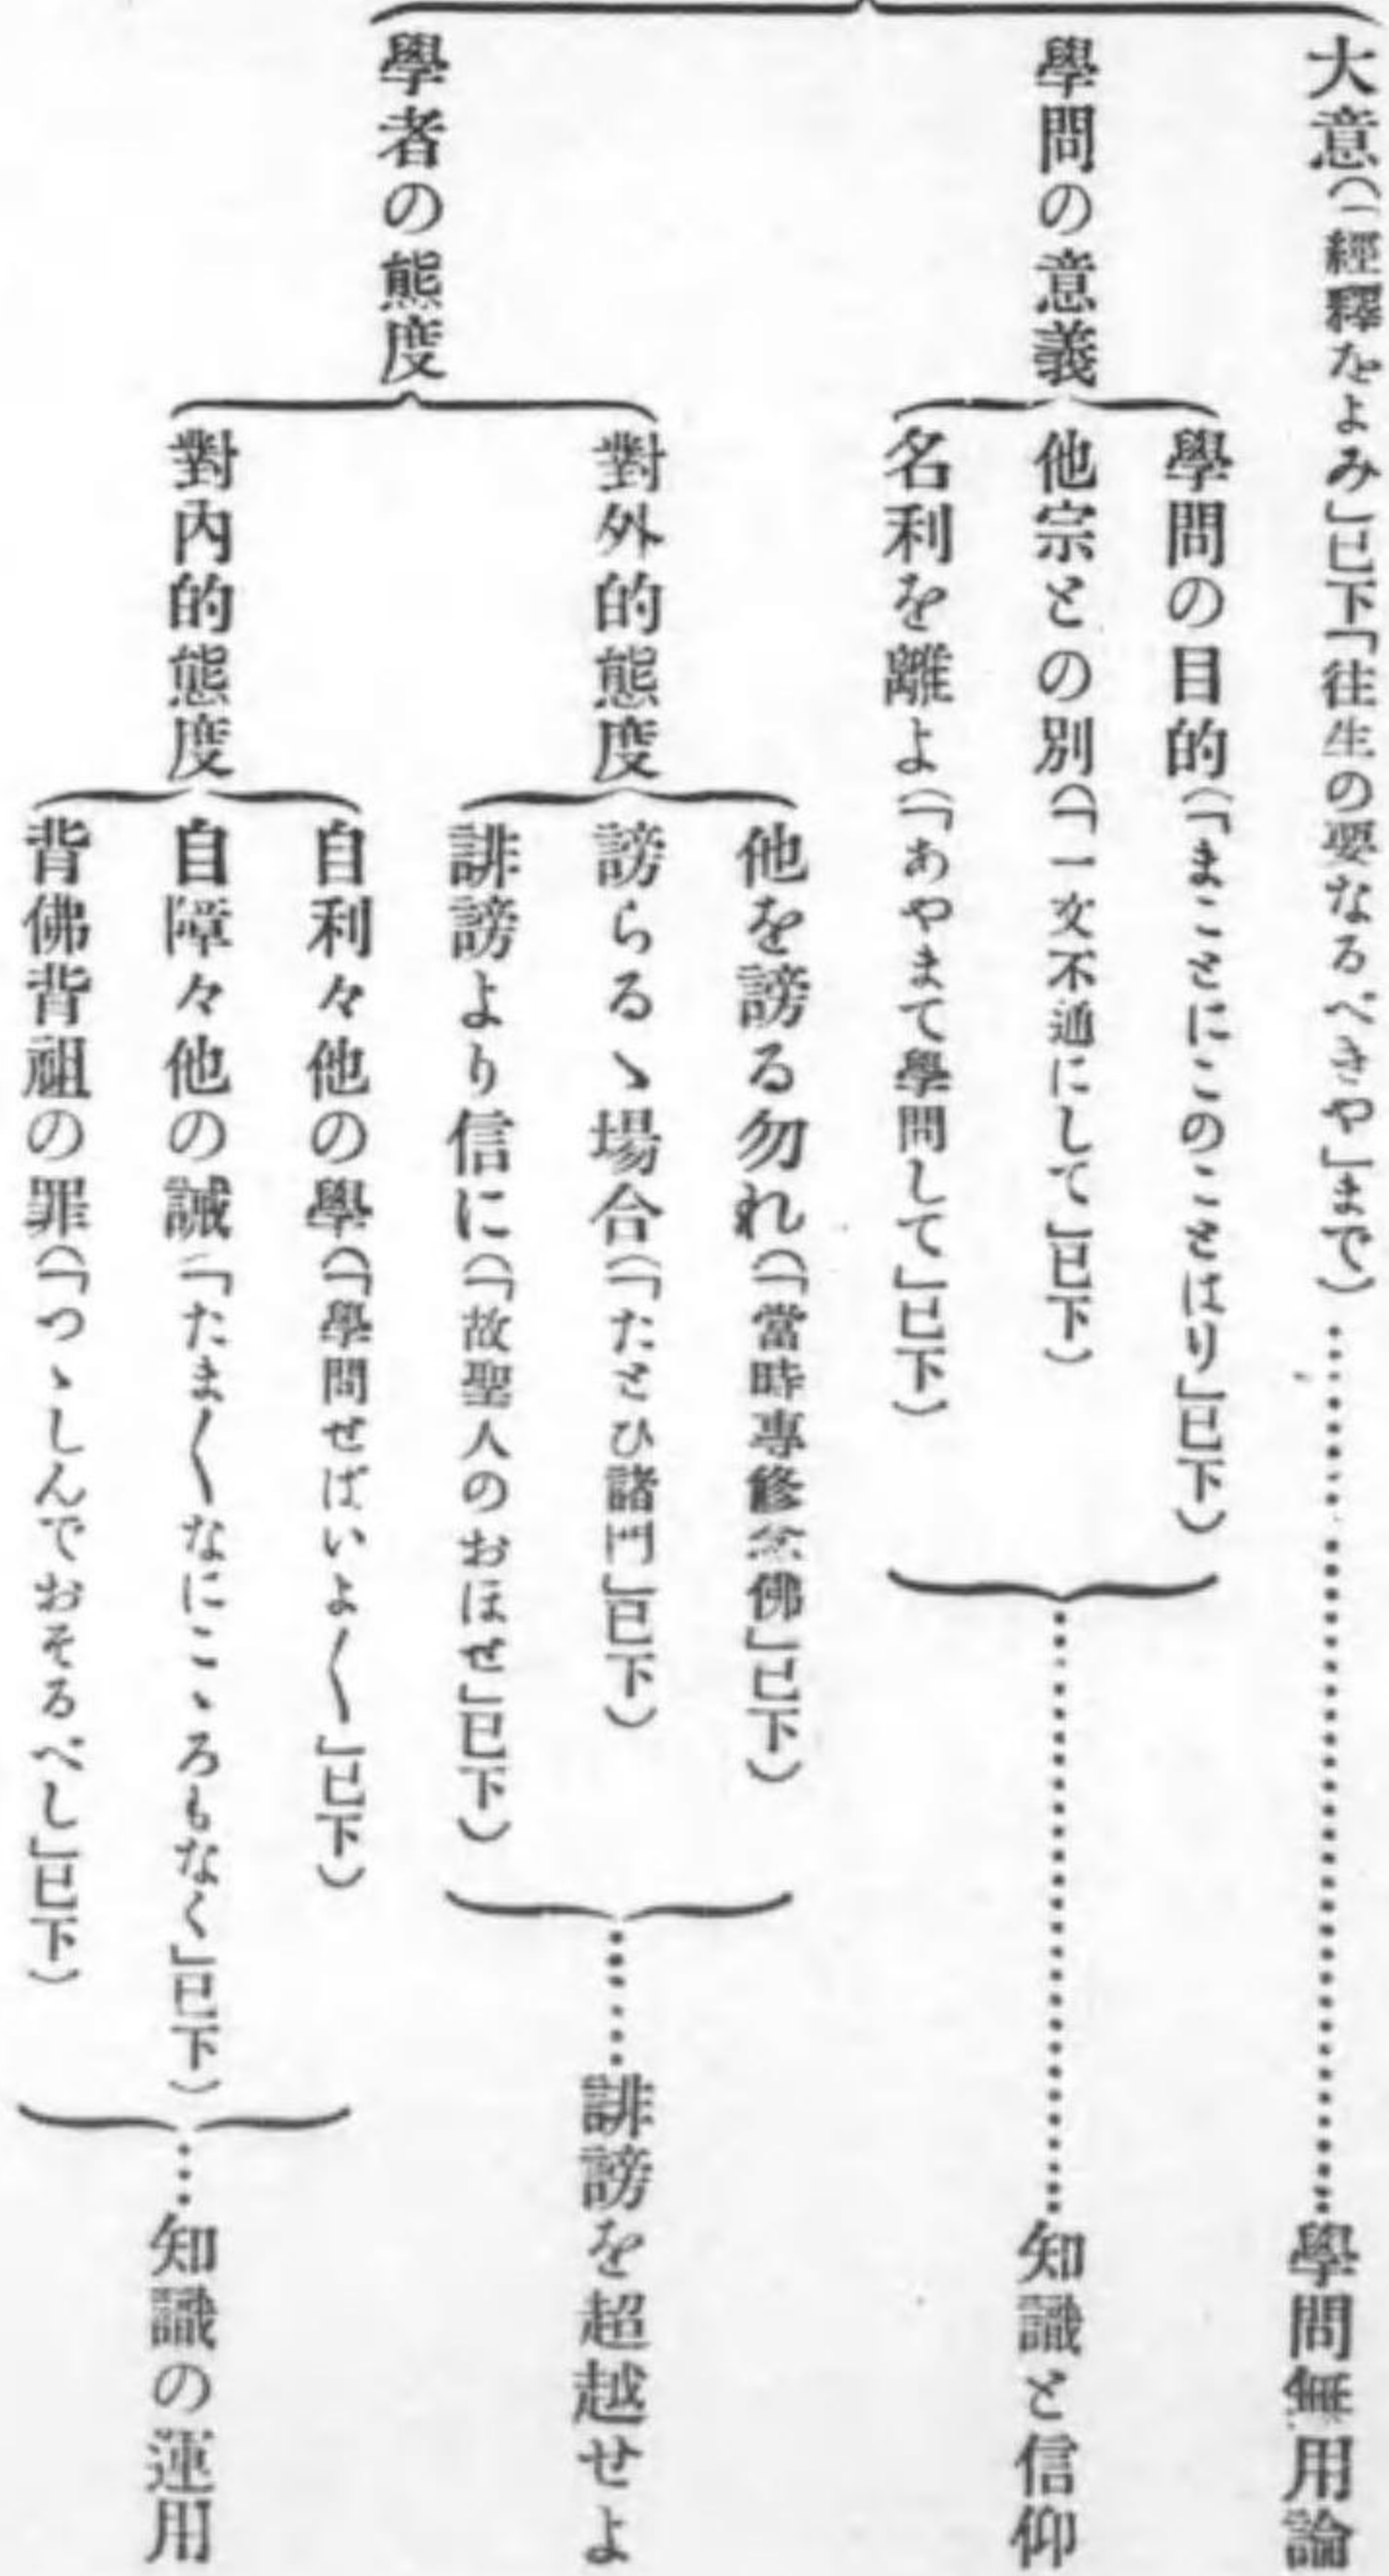 大意(「經釋をよみ」已下「往生の要なるべきや」まで)……學問無用論
學問の意義
學問の目的(「まことにこのことはり」已下)
他宗との別(「一文不通にして」已下)
名利を離よ(「あやまて學問して」已下)
……知識と信仰
學者の態度
對外的態度
他を謗る勿れ(「當時專修念佛」已下)
謗らるゝ場合(「たとひ諸門」已下)
誹謗より信に(「故聖人のおほせ」已下)
……誹謗を超越せよ
對內的態度
自利々他の學(「學問せばいよ〱」已下)
自障々他の誡「たま〱なにこゝろもなく」已下)
背佛背祖の罪(「つゝしんでおそるべし」已下)
…知識の運用